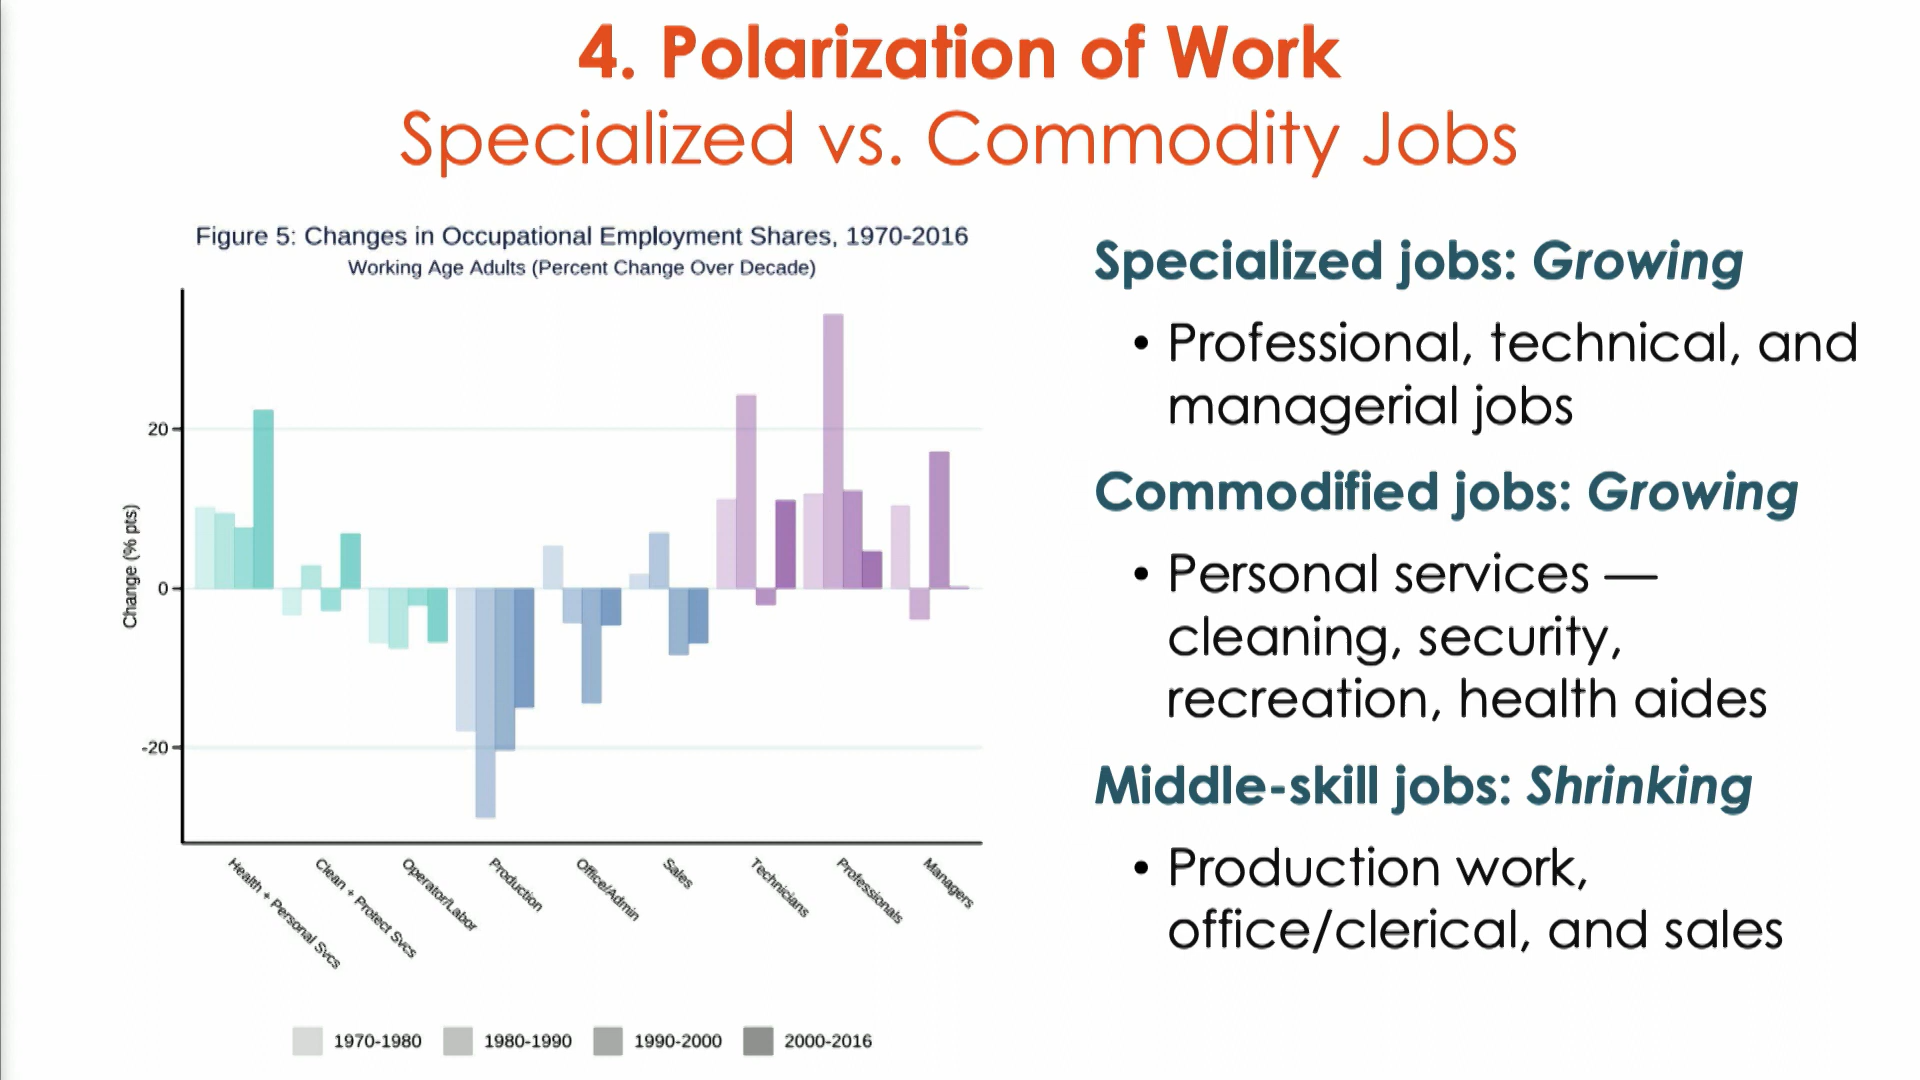 4. Polarization of Work
Specialized vs. Commodity Jobs
Figure 5: Changes in Occupational Employment Shares, 1970-2016
Working Age Adults (Percent Change Over Decade)
Change (% pts)
20
0
-20
Health + Personal Svcs
Clean + Protect Svcs
Operator/Labor
Production
Office/Admin
Sales
Technicians
Professionals
Managers
1970-1980
1980-1990
1990-2000
2000-2016
Specialized jobs: Growing
• Professional, technical, and
managerial jobs
Commodified jobs: Growing
• Personal services —
cleaning, security,
recreation, health aides
Middle-skill jobs: Shrinking
• Production work,
office/clerical, and sales